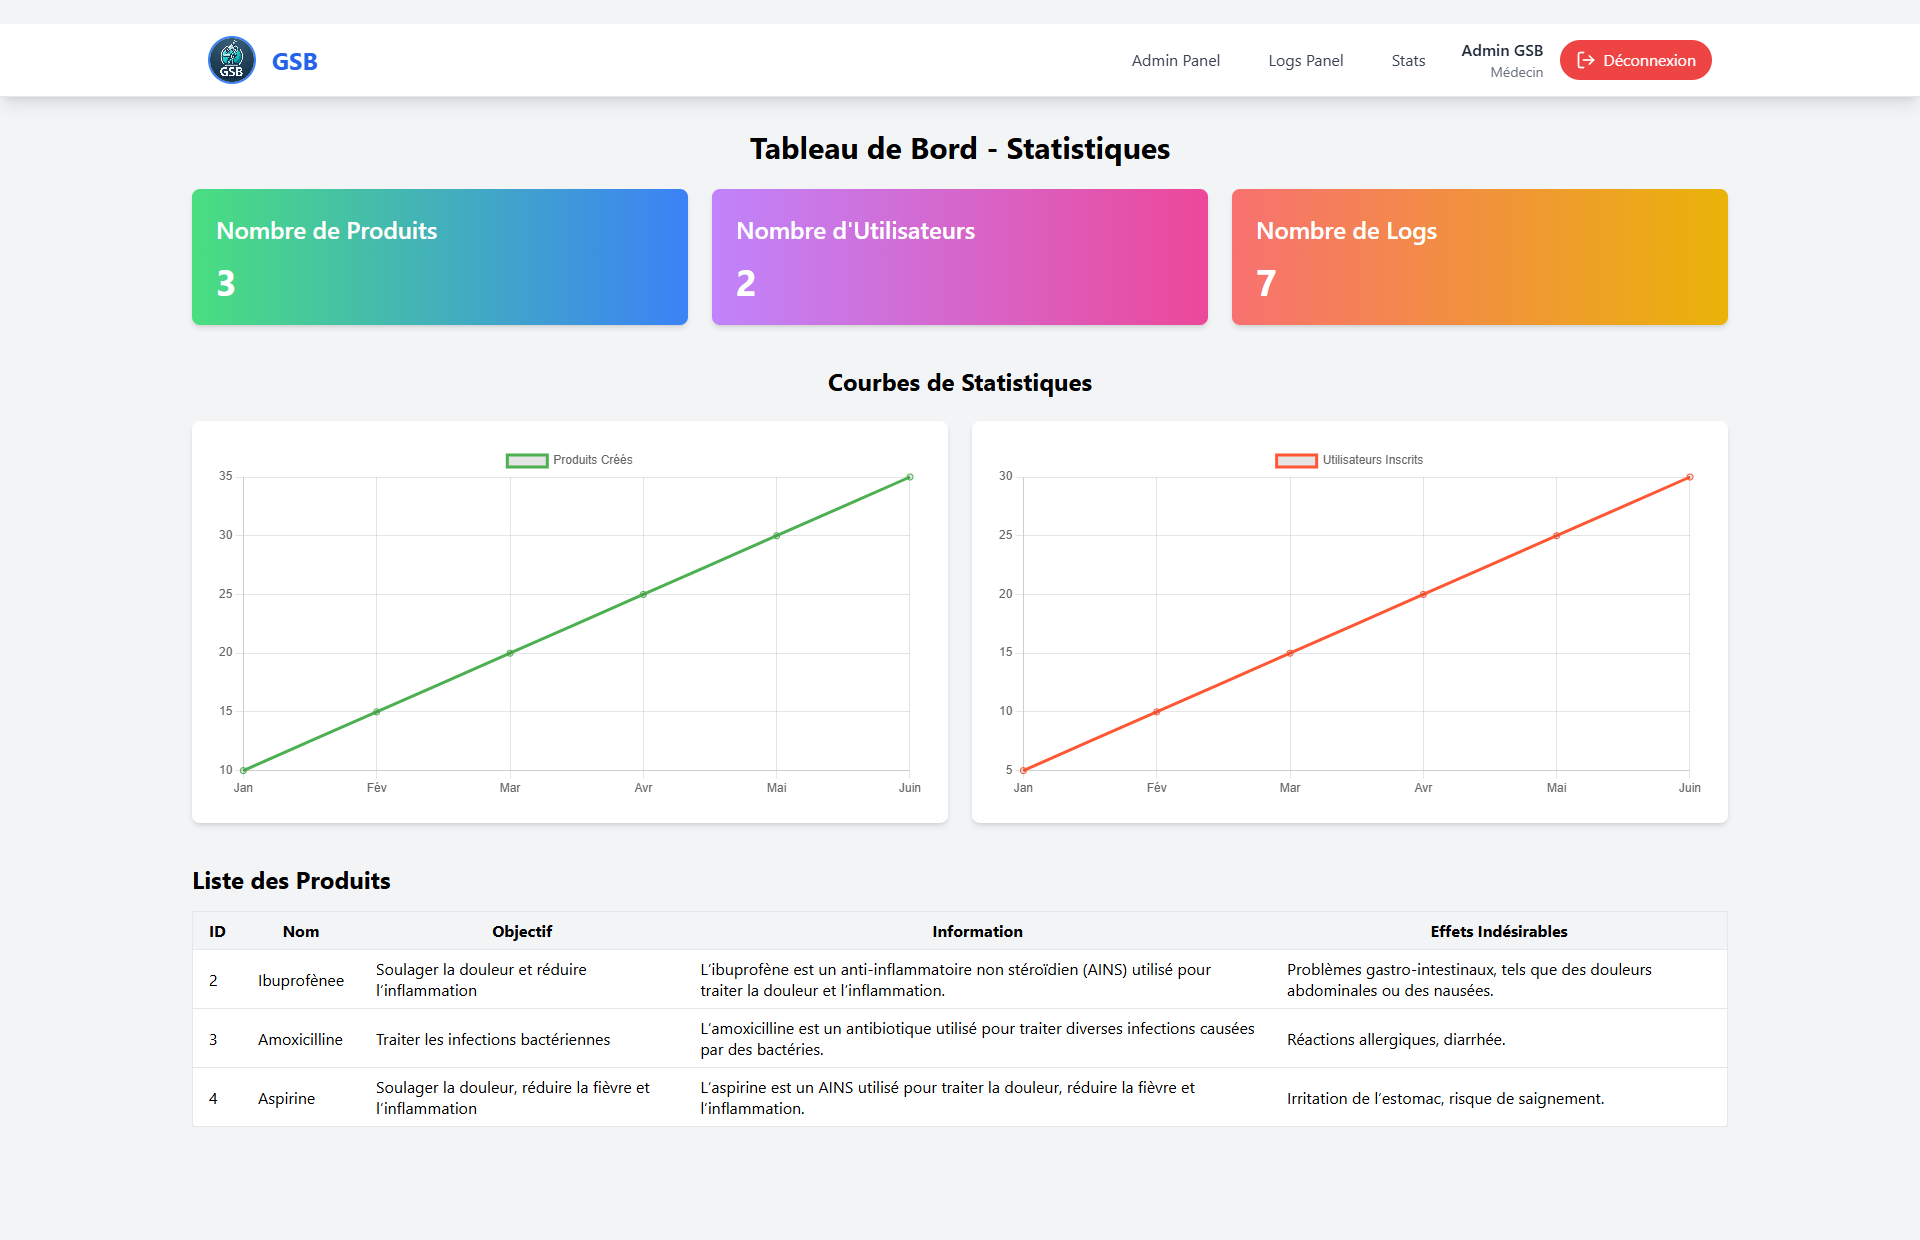 GSB
GSB
Admin Panel
Logs Panel
Stats
Admin GSB
Médecin
Déconnexion
Tableau de Bord - Statistiques
Nombre de Produits
3
Nombre d'Utilisateurs
2
Nombre de Logs
7
Courbes de Statistiques
Produits Créés
35
30
25
20
15
10
Jan
Fév
Mar
Avr
Mai
Juin
Utilisateurs Inscrits
30
25
20
15
10
5
Jan
Fév
Mar
Avr
Mai
Juin
Liste des Produits
ID
Nom
Objectif
Information
Effets Indésirables
2
Ibuprofènee
Soulager la douleur et réduire
l’inflammation
L’ibuprofène est un anti-inflammatoire non stéroïdien (AINS) utilisé pour
traiter la douleur et l’inflammation.
Problèmes gastro-intestinaux, tels que des douleurs
abdominales ou des nausées.
3
Amoxicilline
Traiter les infections bactériennes
L’amoxicilline est un antibiotique utilisé pour traiter diverses infections causées
par des bactéries.
Réactions allergiques, diarrhée.
4
Aspirine
Soulager la douleur, réduire la fièvre et
l’inflammation
L’aspirine est un AINS utilisé pour traiter la douleur, réduire la fièvre et
l’inflammation.
Irritation de l’estomac, risque de saignement.